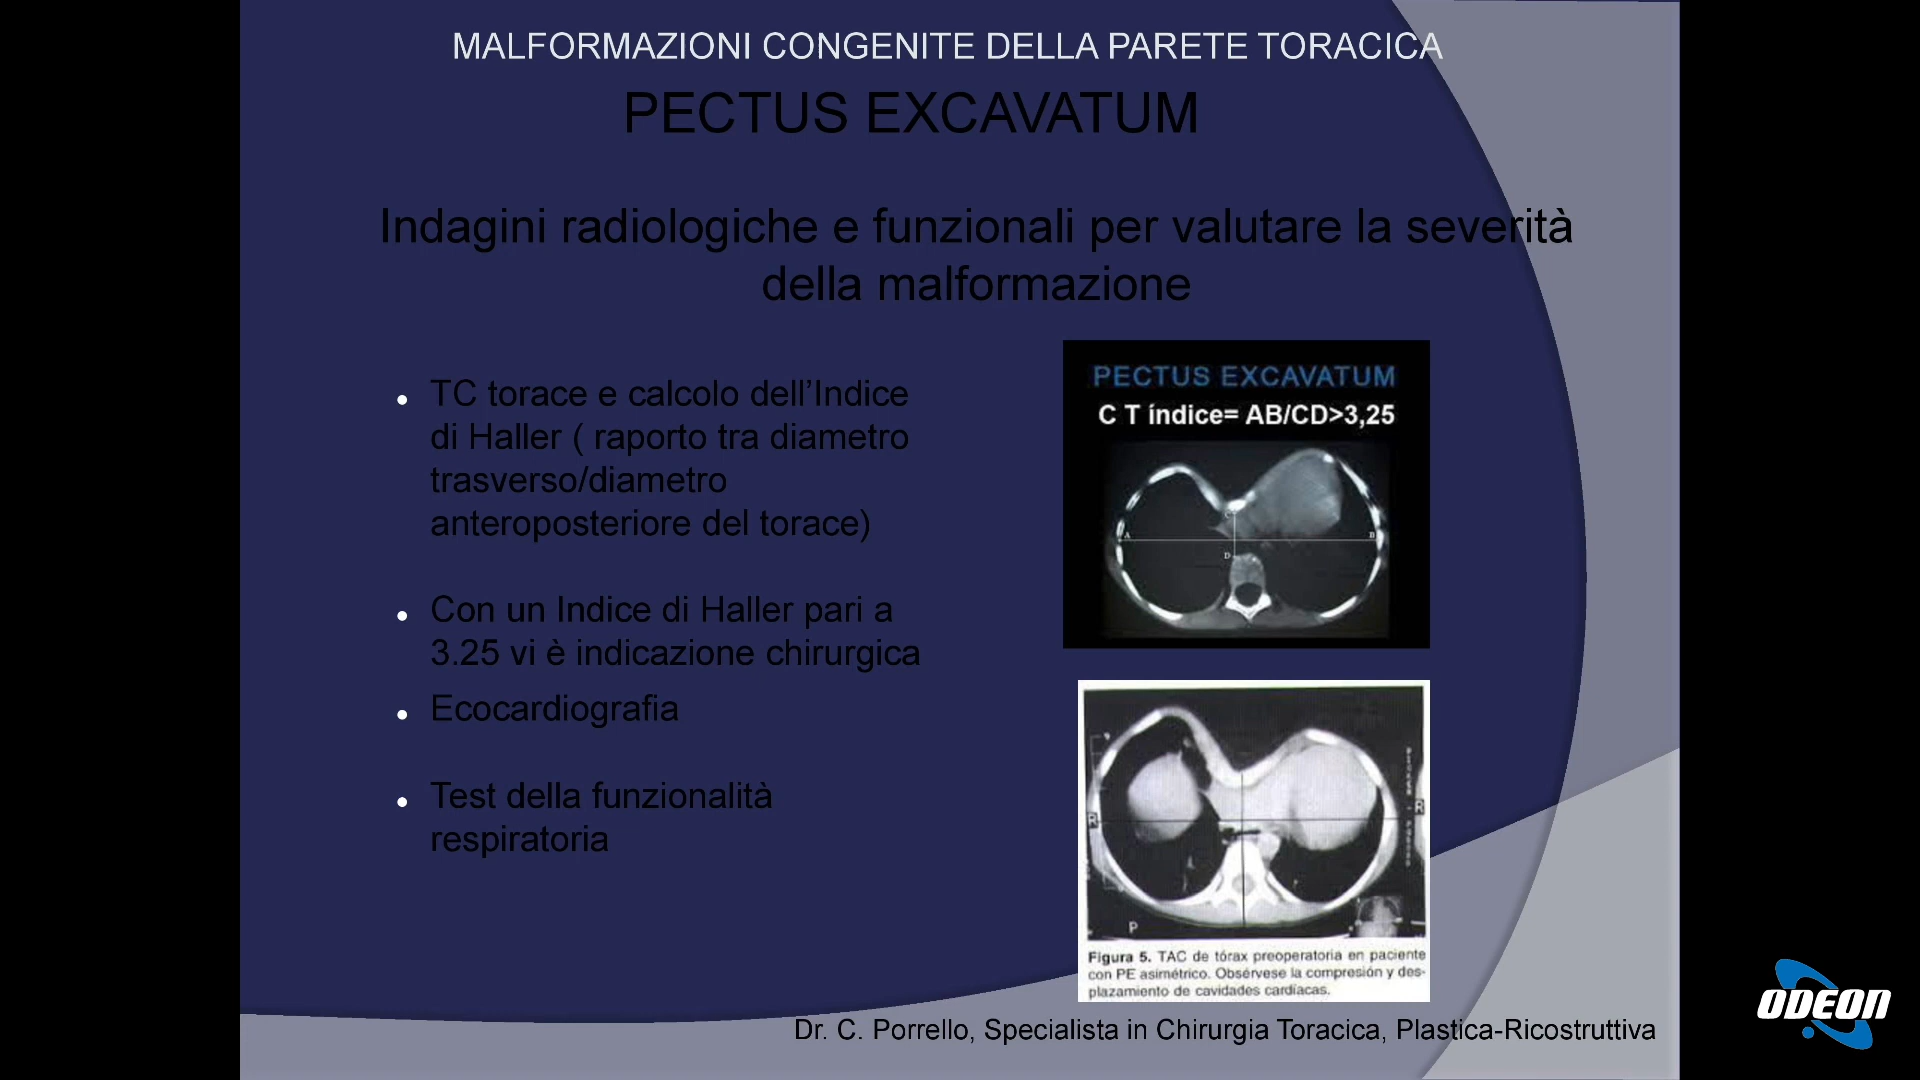 MALFORMAZIONI CONGENITE DELLA PARETE TORACICA
PECTUS EXCAVATUM
Indagini radiologiche e funzionali per valutare la severità
della malformazione
TC torace e calcolo dell’Indice
di Haller ( raporto tra diametro
trasverso/diametro
anteroposteriore del torace)
Con un Indice di Haller pari a
3.25 vi è indicazione chirurgica
Ecocardiografia
Test della funzionalità
respiratoria
PECTUS EXCAVATUM
C T índice= AB/CD>3,25
C
A
B
D
R
R
P
Figura 5. TAC de tórax preoperatoria en paciente
con PE asimétrico. Obsérvese la compresión y des-
plazamiento de cavidades cardíacas.
Dr. C. Porrello, Specialista in Chirurgia Toracica, Plastica-Ricostruttiva
ODEON